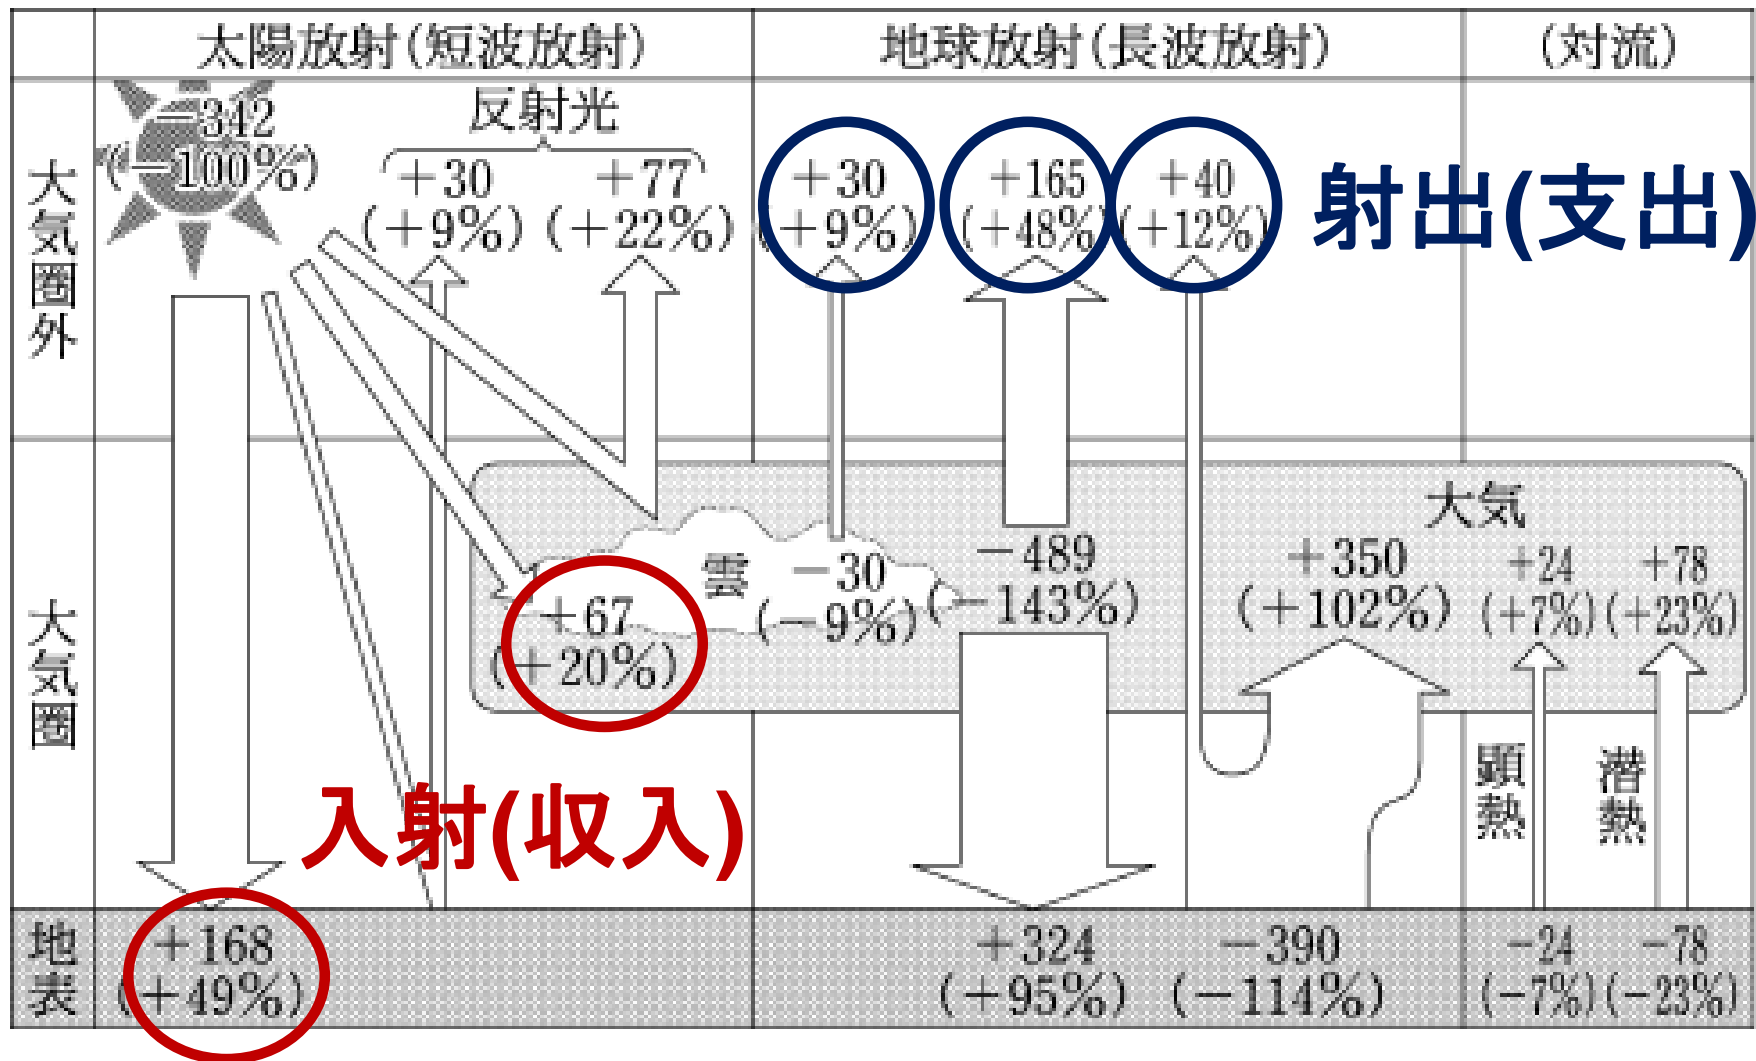 太陽放射(短波放射)
地球放射(長波放射)
(対流)
大気圏外
−342
(−100%)
反射光
+30
(+9%)
+77
(+22%)
+30
(+9%)
+165
(+48%)
+40
(+12%)
射出(支出)
大気圏
大気
雲
+67
(+20%)
−30
(−9%)
−489
(−143%)
+350
(+102%)
+24
(+7%)
+78
(+23%)
顕熱
潜熱
入射(収入)
地表
+168
(+49%)
+324
(+95%)
−390
(−114%)
−24
(−7%)
−78
(−23%)